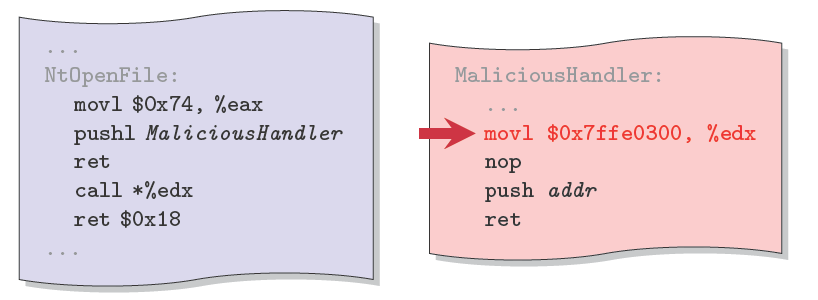 ...
NtOpenFile:
movl $0x74, %eax
pushl MaliciousHandler
ret
call *%edx
ret $0x18
...
MaliciousHandler:
...
movl $0x7ffe0300, %edx
nop
push addr
ret